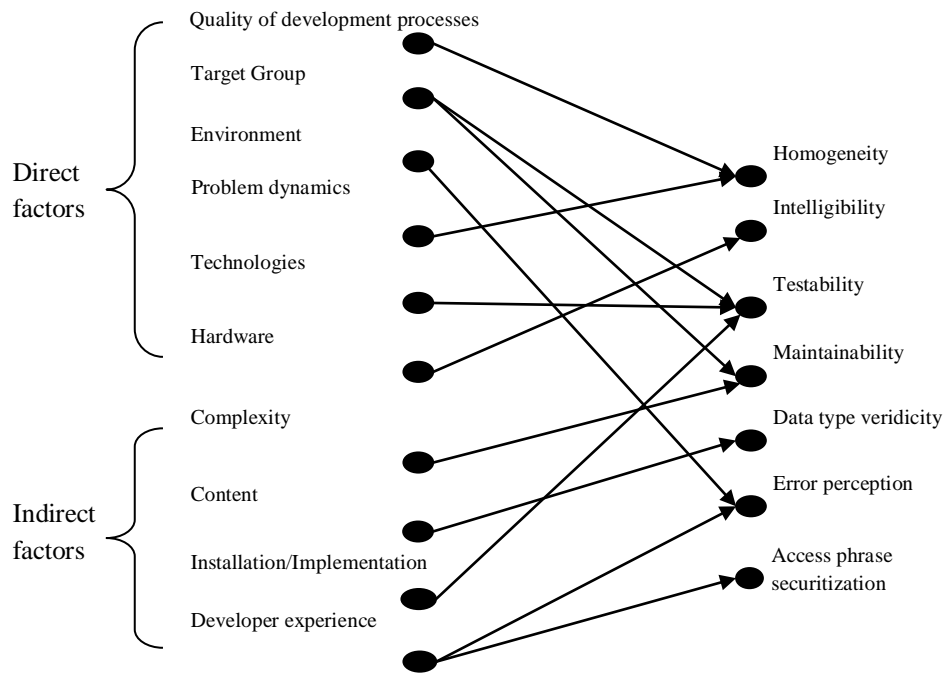 Quality of development processes
Target Group
Environment
Direct
factors
Problem dynamics
Technologies
Hardware
Complexity
Content
Indirect
factors
Installation/Implementation
Developer experience
Homogeneity
Intelligibility
Testability
Maintainability
Data type veridicity
Error perception
Access phrase
securitization